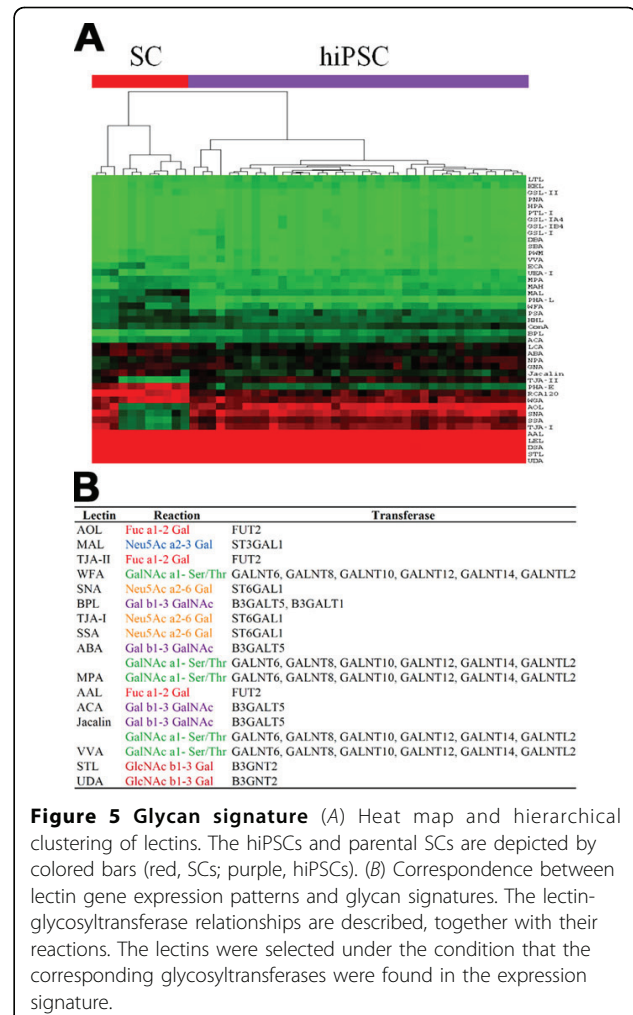 A
SC
hiPSC
LTL
EEL
GSL-II
PNA
HPA
PTL-I
GSL-IA4
GSL-IB4
GSL-I
DBA
SBA
PWM
VVA
ECA
UEA-I
MPA
MAH
MAL
PHA-L
WFA
PSA
HHL
ConA
BPL
ACA
LCA
ABA
NPA
GNA
Jacalin
TJA-II
PHA-E
RCA120
WGA
AOL
SNA
SSA
TJA-I
AAL
LEL
DSA
STL
UDA
B
Lectin Reaction Transferase
AOL Fuc a1-2 Gal FUT2
MAL Neu5Ac a2-3 Gal ST3GAL1
TJA-II Fuc a1-2 Gal FUT2
WFA GalNAc a1- Ser/Thr GALNT6, GALNT8, GALNT10, GALNT12, GALNT14, GALNTL2
SNA Neu5Ac a2-6 Gal ST6GAL1
BPL Gal b1-3 GalNAc B3GALT5, B3GALT1
TJA-I Neu5Ac a2-6 Gal ST6GAL1
SSA Neu5Ac a2-6 Gal ST6GAL1
ABA Gal b1-3 GalNAc B3GALT5
GalNAc a1- Ser/Thr GALNT6, GALNT8, GALNT10, GALNT12, GALNT14, GALNTL2
MPA GalNAc a1- Ser/Thr GALNT6, GALNT8, GALNT10, GALNT12, GALNT14, GALNTL2
AAL Fuc a1-2 Gal FUT2
ACA Gal b1-3 GalNAc B3GALT5
Jacalin Gal b1-3 GalNAc B3GALT5
GalNAc a1- Ser/Thr GALNT6, GALNT8, GALNT10, GALNT12, GALNT14, GALNTL2
VVA GalNAc a1- Ser/Thr GALNT6, GALNT8, GALNT10, GALNT12, GALNT14, GALNTL2
STL GlcNAc b1-3 Gal B3GNT2
UDA GlcNAc b1-3 Gal B3GNT2
Figure 5 Glycan signature (A) Heat map and hierarchical
clustering of lectins. The hiPSCs and parental SCs are depicted by
colored bars (red, SCs; purple, hiPSCs). (B) Correspondence between
lectin gene expression patterns and glycan signatures. The lectin-
glycosyltransferase relationships are described, together with their
reactions. The lectins were selected under the condition that the
corresponding glycosyltransferases were found in the expression
signature.